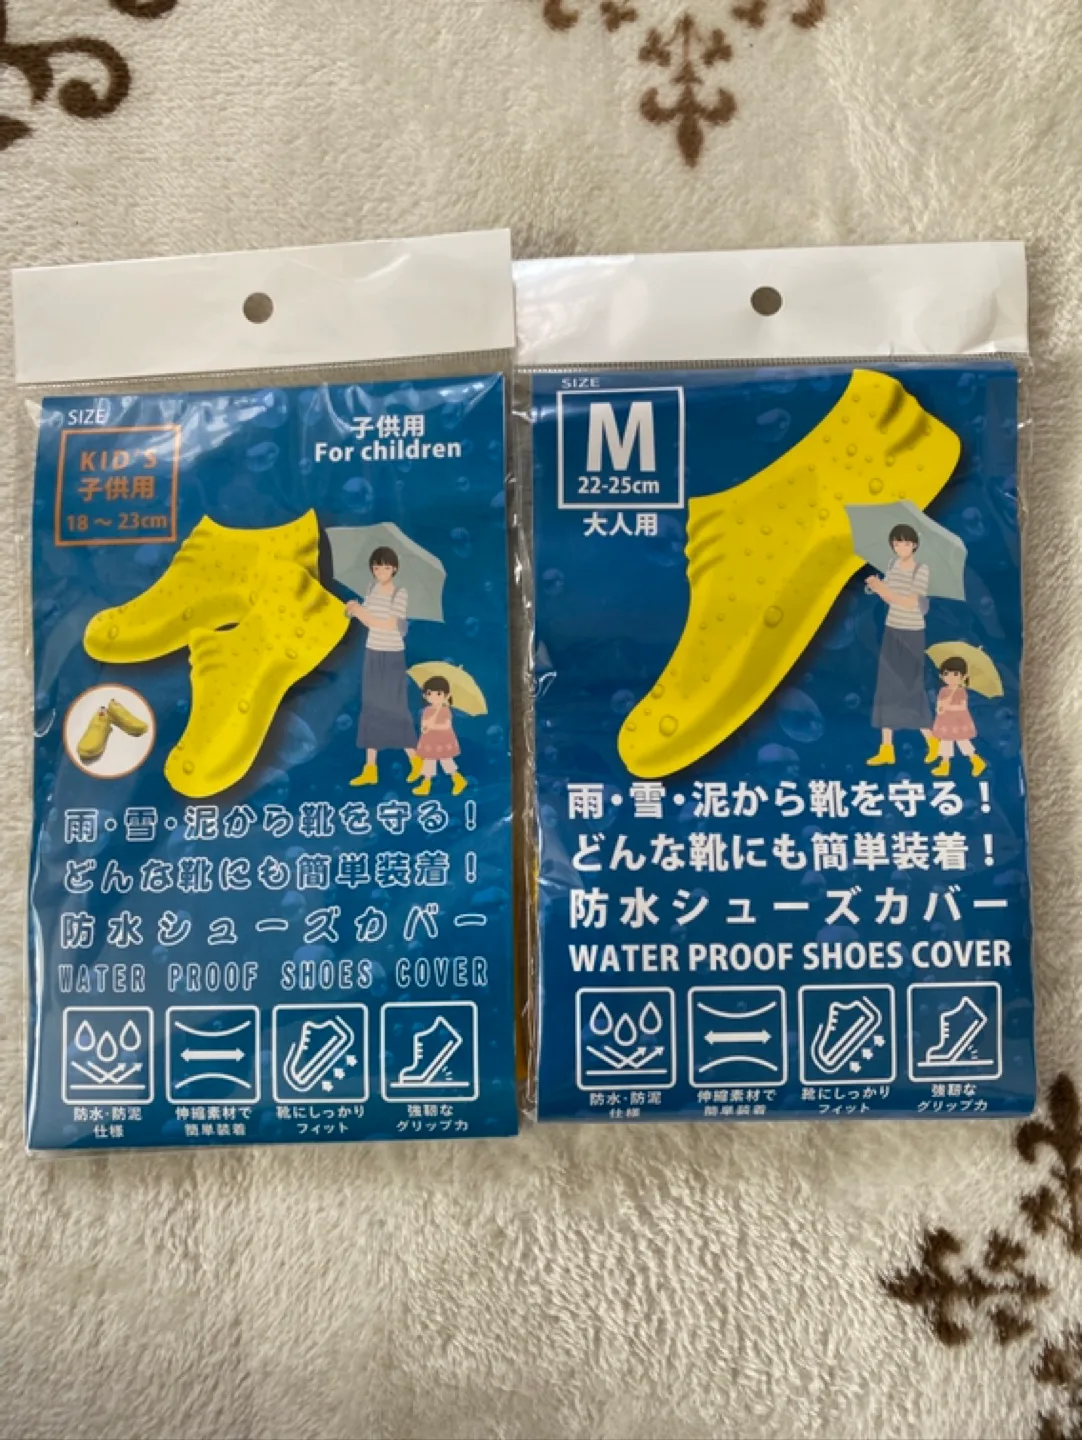 SIZE
KID'S
子供用
18～23cm
子供用
For children
雨・雪・泥から靴を守る！
どんな靴にも簡単装着！
防水シューズカバー
WATER PROOF SHOES COVER
防水・防泥
仕様
伸縮素材で
簡単装着
靴にしっかり
フィット
強靭な
グリップ力
SIZE
M
22-25cm
大人用
雨・雪・泥から靴を守る！
どんな靴にも簡単装着！
防水シューズカバー
WATER PROOF SHOES COVER
防水・防泥
仕様
伸縮素材で
簡単装着
靴にしっかり
フィット
強靭な
グリップ力